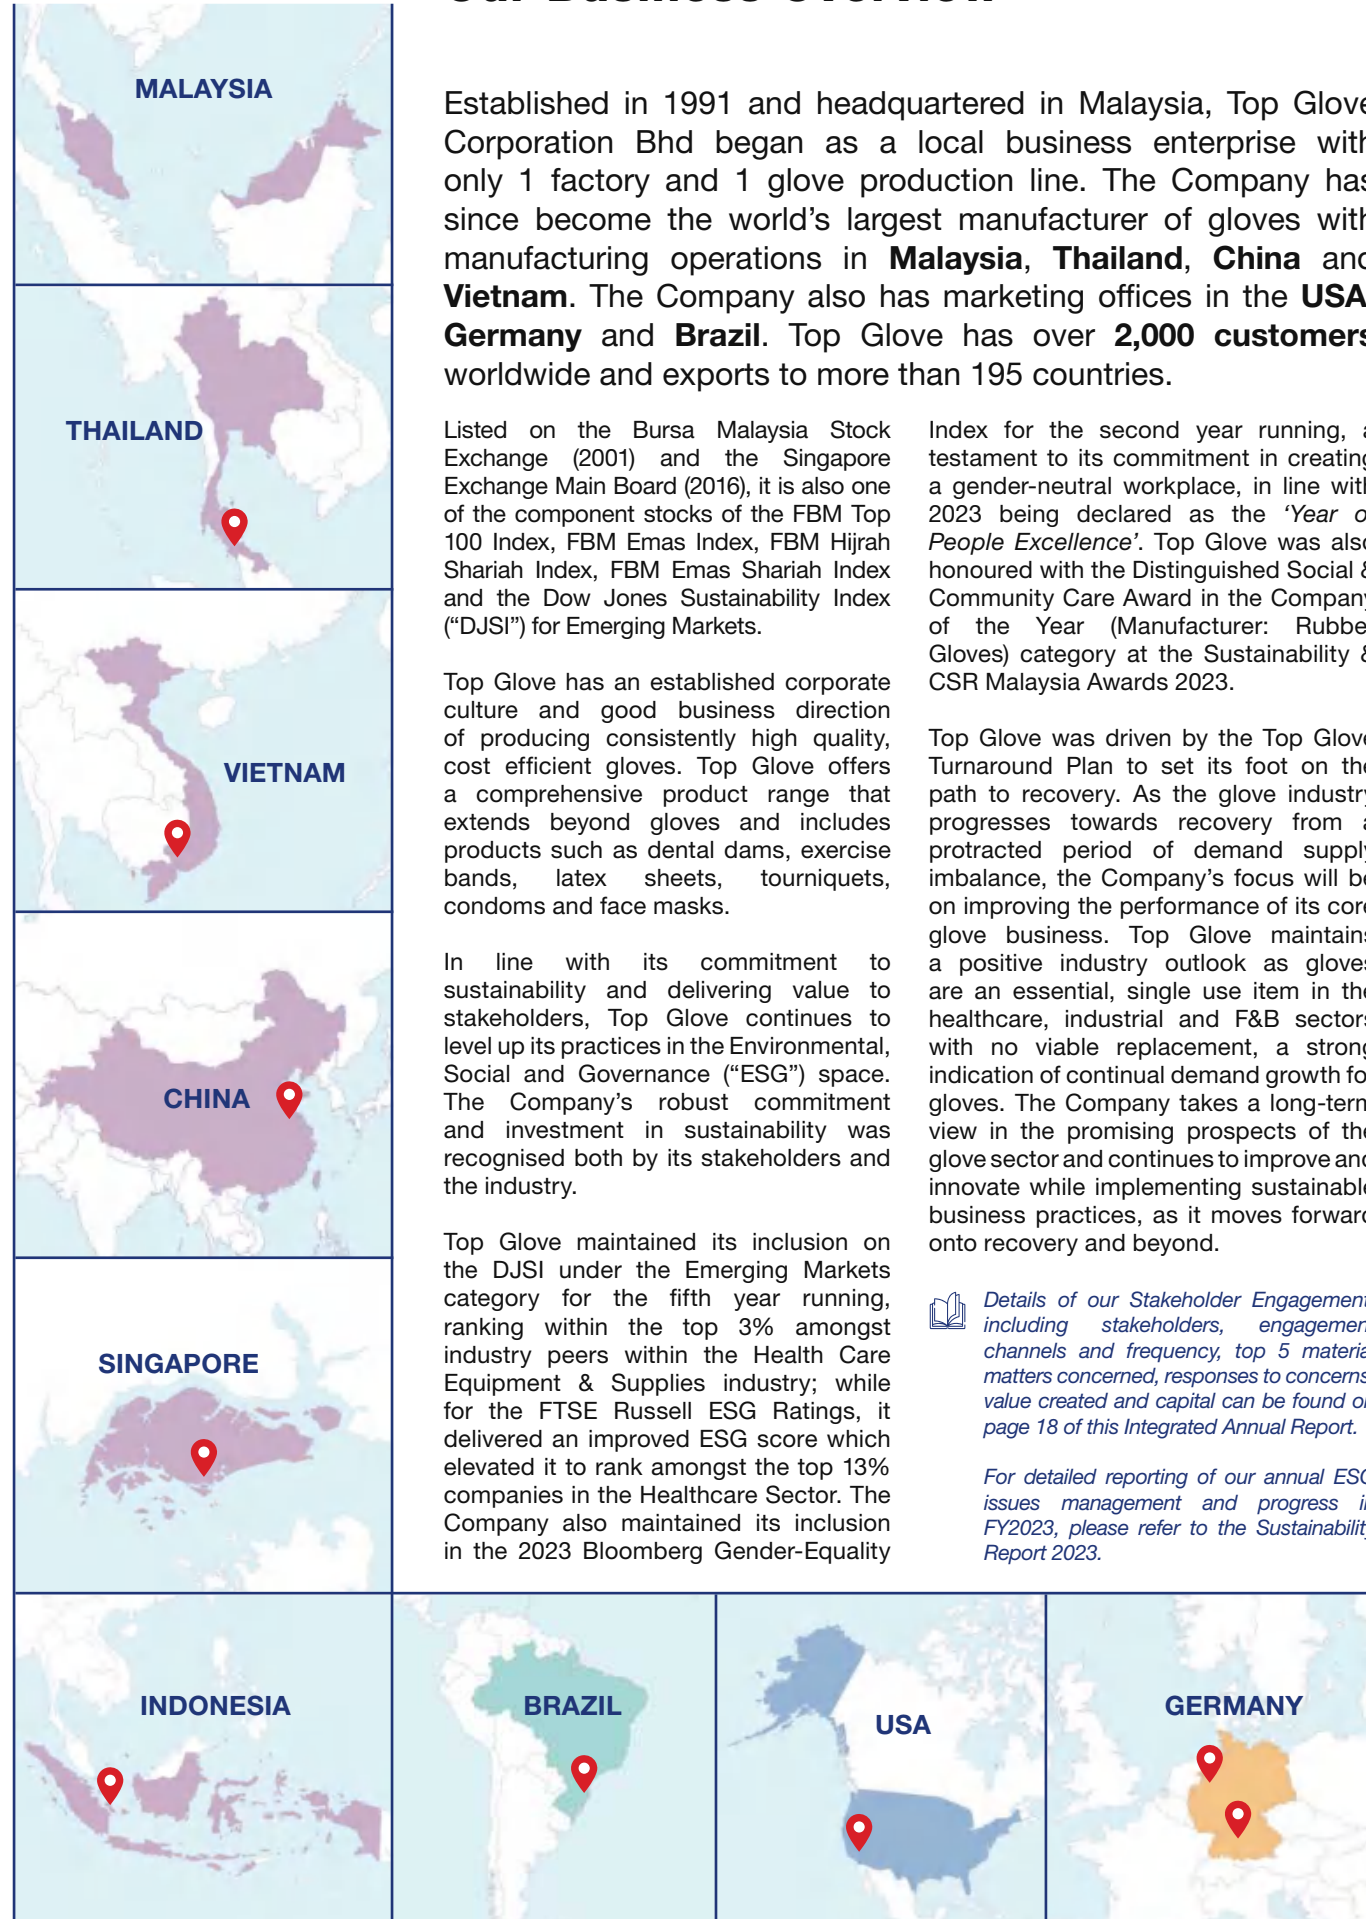 Our Business Overview
MALAYSIA
THAILAND
VIETNAM
CHINA
SINGAPORE
Established in 1991 and headquartered in Malaysia, Top Glove
Corporation Bhd began as a local business enterprise with
only 1 factory and 1 glove production line. The Company has
since become the world's largest manufacturer of gloves with
manufacturing operations in Malaysia, Thailand, China and
Vietnam. The Company also has marketing offices in the USA,
Germany and Brazil. Top Glove has over 2,000 customers
worldwide and exports to more than 195 countries.
Listed on the Bursa Malaysia Stock
Exchange (2001) and the Singapore
Exchange Main Board (2016), it is also one
of the component stocks of the FBM Top
100 Index, FBM Emas Index, FBM Hijrah
Shariah Index, FBM Emas Shariah Index
and the Dow Jones Sustainability Index
("DJSI") for Emerging Markets.
Top Glove has an established corporate
culture and good business direction
of producing consistently high quality,
cost efficient gloves. Top Glove offers
a comprehensive product range that
extends beyond gloves and includes
products such as dental dams, exercise
bands, latex sheets, tourniquets,
condoms and face masks.
In line with its commitment to
sustainability and delivering value to
stakeholders, Top Glove continues to
level up its practices in the Environmental,
Social and Governance ("ESG") space.
The Company's robust commitment
and investment in sustainability was
recognised both by its stakeholders and
the industry.
Top Glove maintained its inclusion on
the DJSI under the Emerging Markets
category for the fifth year running,
ranking within the top 3% amongst
industry peers within the Health Care
Equipment & Supplies industry; while
for the FTSE Russell ESG Ratings, it
delivered an improved ESG score which
elevated it to rank amongst the top 13%
companies in the Healthcare Sector. The
Company also maintained its inclusion
in the 2023 Bloomberg Gender-Equality
Index for the second year running, a
testament to its commitment in creating
a gender-neutral workplace, in line with
2023 being declared as the 'Year of
People Excellence'. Top Glove was also
honoured with the Distinguished Social &
Community Care Award in the Company
of the Year (Manufacturer: Rubber
Gloves) category at the Sustainability &
CSR Malaysia Awards 2023.
Top Glove was driven by the Top Glove
Turnaround Plan to set its foot on the
path to recovery. As the glove industry
progresses towards recovery from a
protracted period of demand supply
imbalance, the Company's focus will be
on improving the performance of its core
glove business. Top Glove maintains
a positive industry outlook as gloves
are an essential, single use item in the
healthcare, industrial and F&B sectors
with no viable replacement, a strong
indication of continual demand growth for
gloves. The Company takes a long-term
view in the promising prospects of the
glove sector and continues to improve and
innovate while implementing sustainable
business practices, as it moves forward
onto recovery and beyond.
Details of our Stakeholder Engagement
including stakeholders, engagement
channels and frequency, top 5 material
matters concerned, responses to concerns,
value created and capital can be found on
page 18 of this Integrated Annual Report.
For detailed reporting of our annual ESG
issues management and progress in
FY2023, please refer to the Sustainability
Report 2023.
INDONESIA
BRAZIL
USA
GERMANY